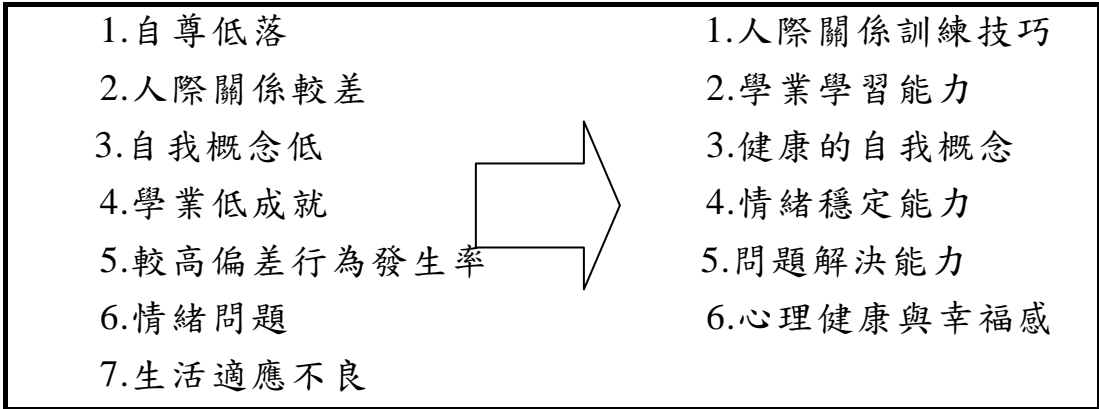 1.自尊低落
2.人際關係較差
3.自我概念低
4.學業低成就
5.較高偏差行為發生率
6.情緒問題
7.生活適應不良
1.人際關係訓練技巧
2.學業學習能力
3.健康的自我概念
4.情緒穩定能力
5.問題解決能力
6.心理健康與幸福感